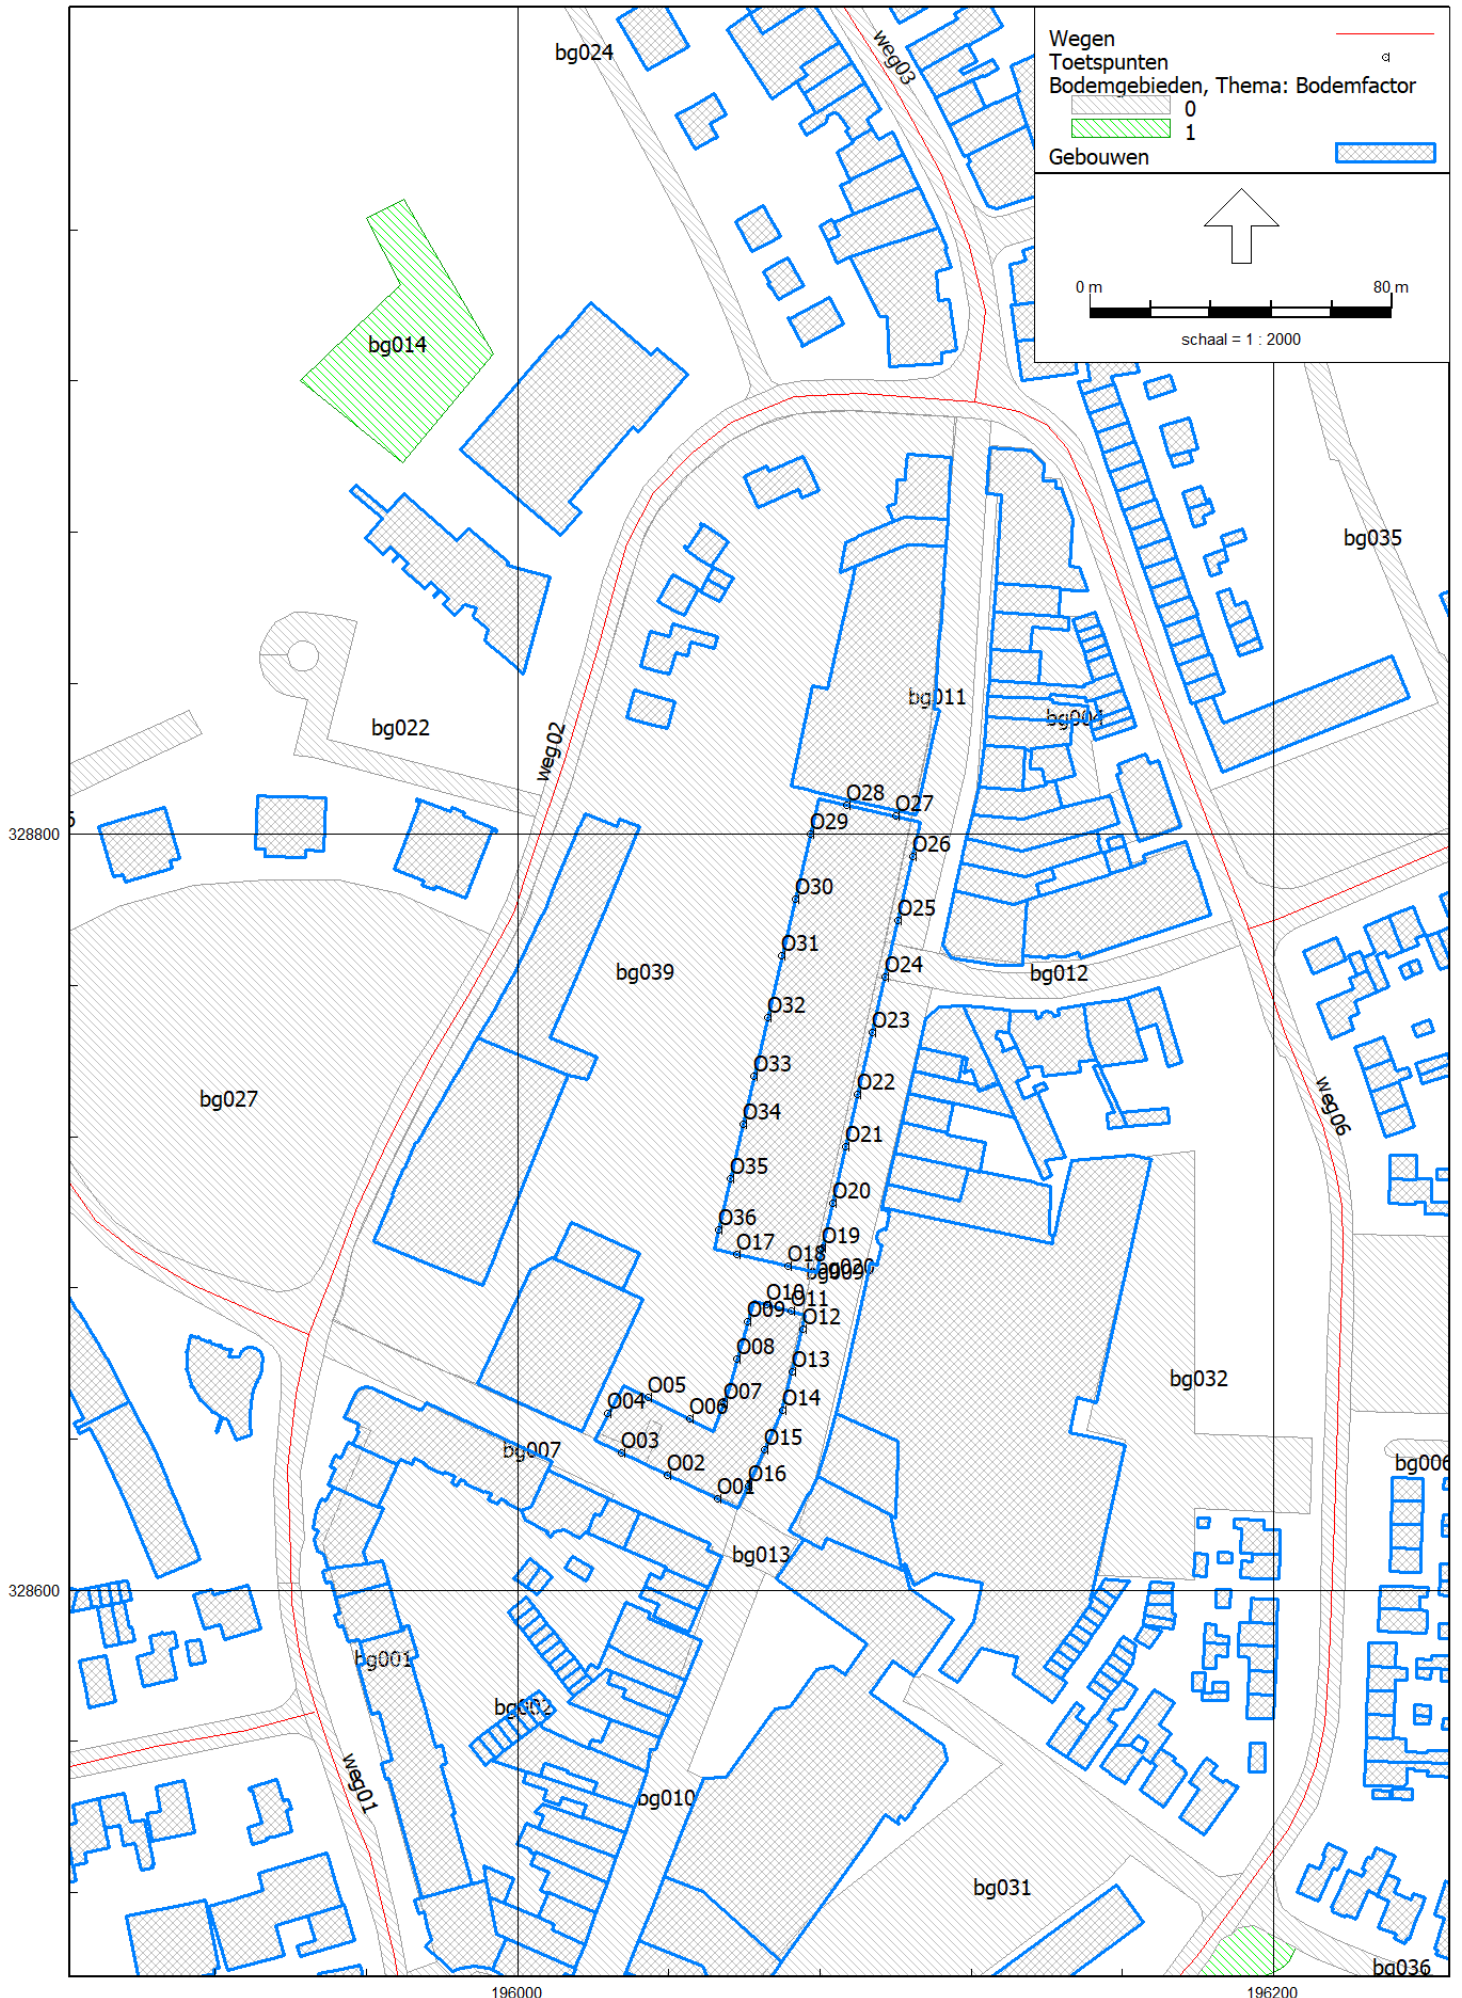 Wegen
Toetspunten
Bodemgebieden, Thema: Bodemfactor
0
1
Gebouwen
0 m 80 m
schaal = 1 : 2000
bg024
weg03
bg014
bg035
bg022
weg02
bg011
bg004
O28
O27
328800
5
O29
O26
O30
O25
O31
bg039
O24
bg012
O32
O23
bg027
O33
O22
weg06
O34
O21
O35
O20
O36
O17
O19
O18
bg020
bg009
O10
O11
O09
O12
O08
O13
bg032
O05
O07
O04
O06
O14
bg007
O03
O15
bg006
O02
O16
O01
bg013
328600
bg001
bg002
weg01
bg010
bg031
bg036
196000
196200